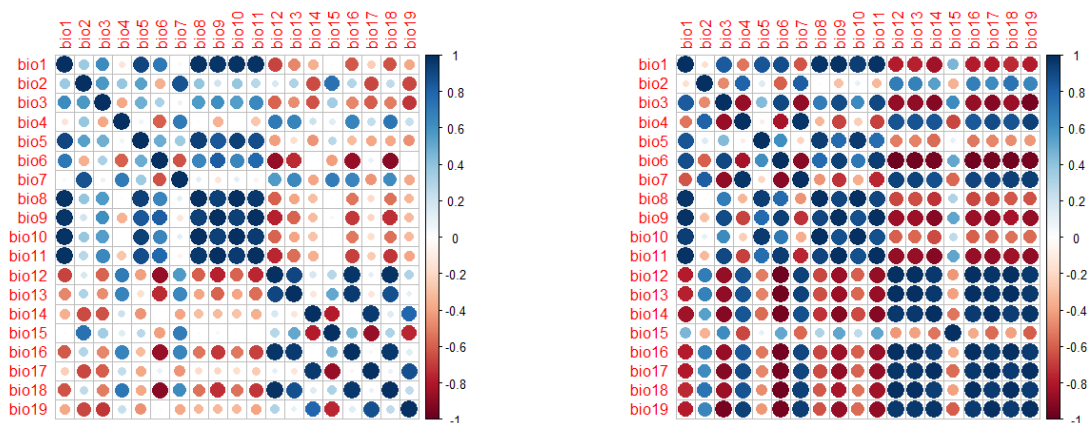 bio1 bio2 bio3 bio4 bio5 bio6 bio7 bio8 bio9 bio10 bio11 bio12 bio13 bio14 bio15 bio16 bio17 bio18 bio19
bio1
bio2
bio3
bio4
bio5
bio6
bio7
bio8
bio9
bio10
bio11
bio12
bio13
bio14
bio15
bio16
bio17
bio18
bio19
1
0.8
0.6
0.4
0.2
0
-0.2
-0.4
-0.6
-0.8
-1
bio1 bio2 bio3 bio4 bio5 bio6 bio7 bio8 bio9 bio10 bio11 bio12 bio13 bio14 bio15 bio16 bio17 bio18 bio19
bio1
bio2
bio3
bio4
bio5
bio6
bio7
bio8
bio9
bio10
bio11
bio12
bio13
bio14
bio15
bio16
bio17
bio18
bio19
1
0.8
0.6
0.4
0.2
0
-0.2
-0.4
-0.6
-0.8
-1